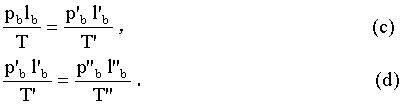 p_b l_b / T = p'_b l'_b / T' , (c)
p'_b l'_b / T' = p''_b l''_b / T'' . (d)